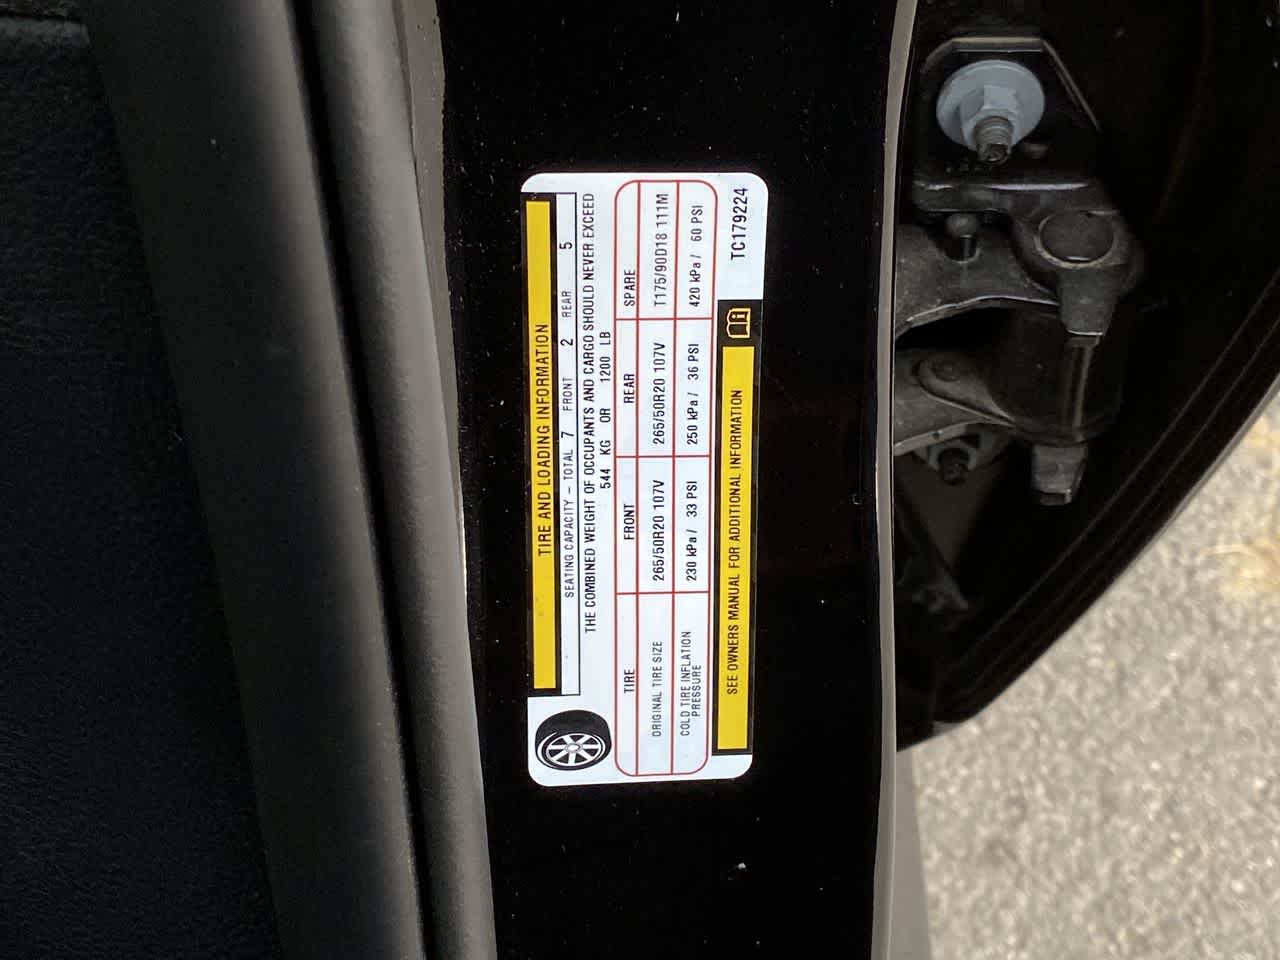 TIRE AND LOADING INFORMATION
SEATING CAPACITY – TOTAL 7 FRONT 2 REAR 5
THE COMBINED WEIGHT OF OCCUPANTS AND CARGO SHOULD NEVER EXCEED
544 KG OR 1200 LB
TIRE FRONT REAR SPARE
ORIGINAL TIRE SIZE 265/50R20 107V 265/50R20 107V T175/90D18 111M
COLD TIRE INFLATION PRESSURE 230 kPa / 33 PSI 250 kPa / 36 PSI 420 kPa / 60 PSI
SEE OWNERS MANUAL FOR ADDITIONAL INFORMATION
TC179224